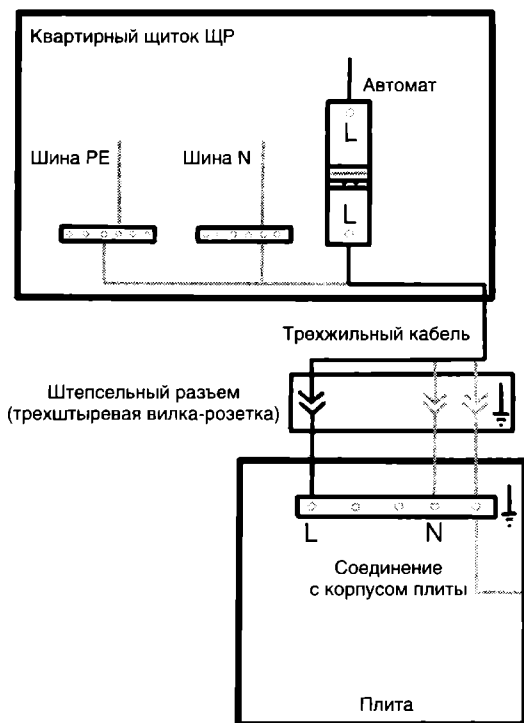 Квартирный щиток ЩР
Автомат
L
Шина PE
Шина N
L
Трехжильный кабель
Штепсельный разъем
(трехштыревая вилка-розетка)
L
N
Соединение
с корпусом плиты
Плита